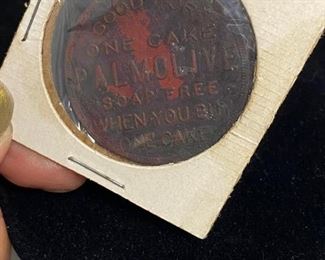 GOOD FOR
ONE CAKE
PALMOLIVE
SOAP FREE
WHEN YOU BUY
ONE CAKE